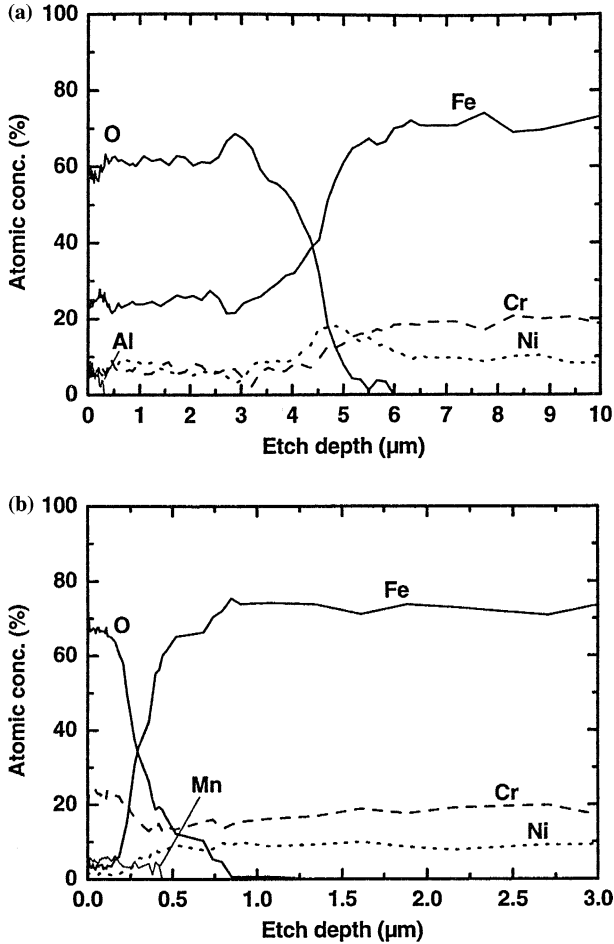 (a)
100
80
60
40
20
0
Atomic conc. (%)
O
Fe
Al
Cr
Ni
0 1 2 3 4 5 6 7 8 9 10
Etch depth (µm)
(b)
100
80
60
40
20
0
Atomic conc. (%)
O
Fe
Mn
Cr
Ni
0.0 0.5 1.0 1.5 2.0 2.5 3.0
Etch depth (µm)